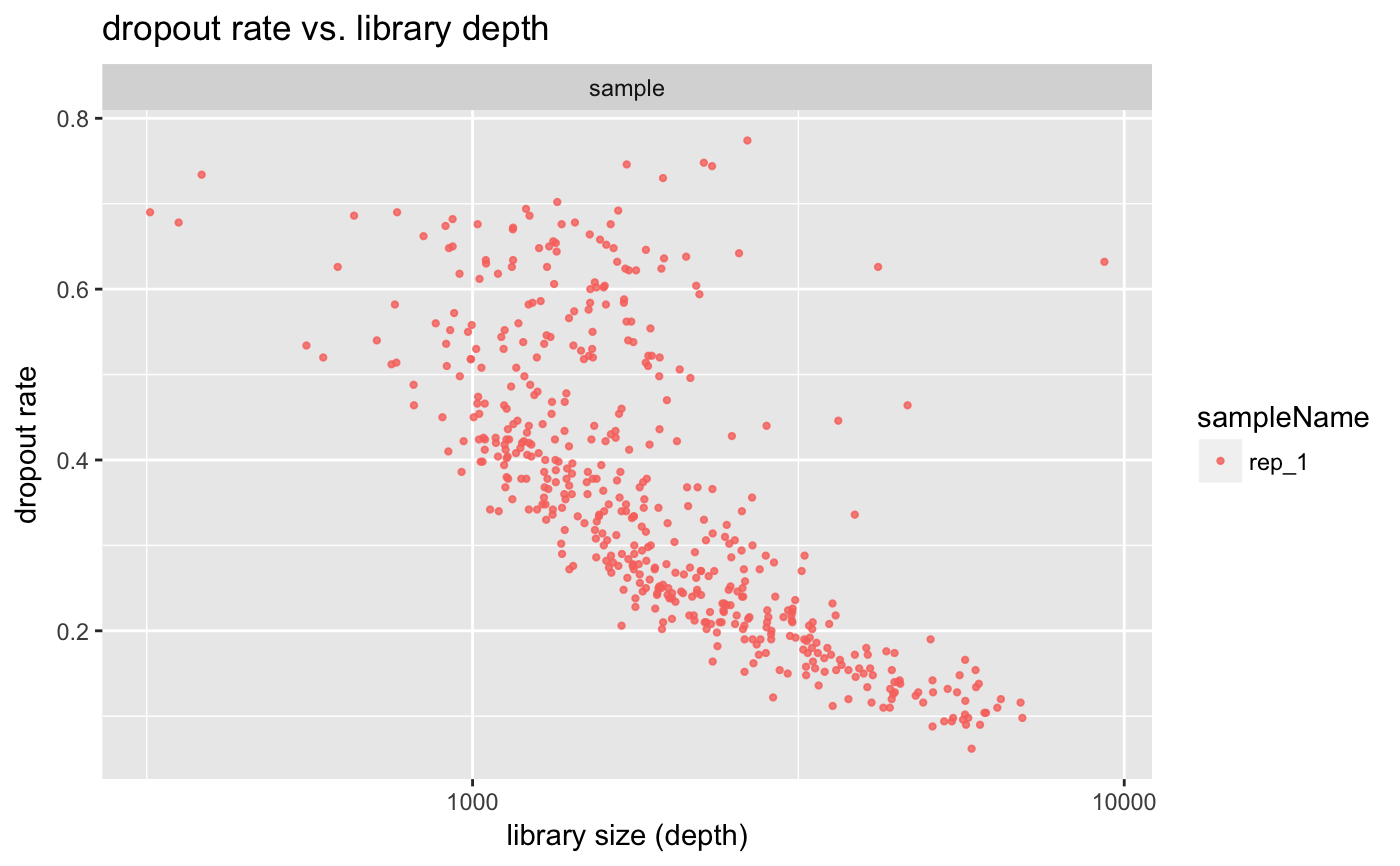 dropout rate vs. library depth
sample
0.8
0.6
0.4
0.2
dropout rate
1000
10000
library size (depth)
sampleName
rep_1